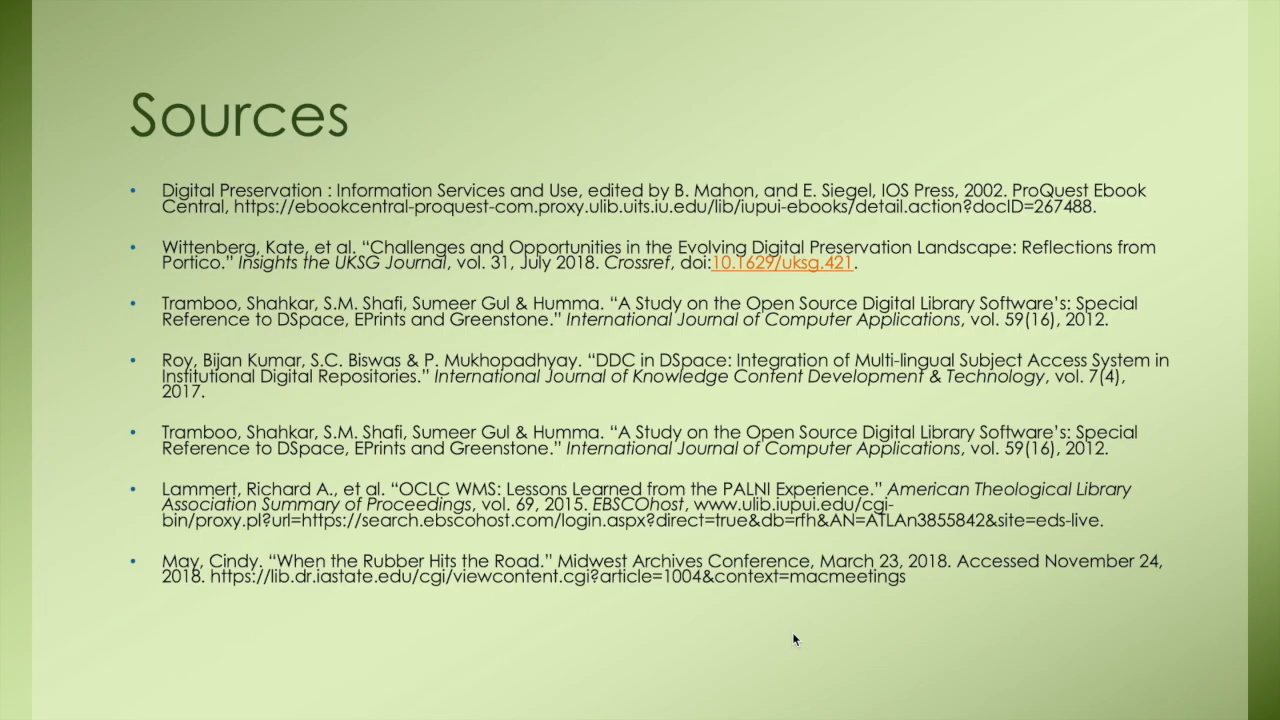 Sources
• Digital Preservation : Information Services and Use, edited by B. Mahon, and E. Siegel, IOS Press, 2002. ProQuest Ebook
Central, https://ebookcentral-proquest-com.proxy.ulib.uits.iu.edu/lib/iupui-ebooks/detail.action?docID=267488.
• Wittenberg, Kate, et al. “Challenges and Opportunities in the Evolving Digital Preservation Landscape: Reflections from
Portico.” Insights the UKSG Journal, vol. 31, July 2018. Crossref, doi:10.1629/uksg.421.
• Tramboo, Shahkar, S.M. Shafi, Sumeer Gul & Humma. “A Study on the Open Source Digital Library Software’s: Special
Reference to DSpace, EPrints and Greenstone.” International Journal of Computer Applications, vol. 59(16), 2012.
• Roy, Bijan Kumar, S.C. Biswas & P. Mukhopadhyay. “DDC in DSpace: Integration of Multi-lingual Subject Access System in
Institutional Digital Repositories.” International Journal of Knowledge Content Development & Technology, vol. 7(4),
2017.
• Tramboo, Shahkar, S.M. Shafi, Sumeer Gul & Humma. “A Study on the Open Source Digital Library Software’s: Special
Reference to DSpace, EPrints and Greenstone.” International Journal of Computer Applications, vol. 59(16), 2012.
• Lammert, Richard A., et al. “OCLC WMS: Lessons Learned from the PALNI Experience.” American Theological Library
Association Summary of Proceedings, vol. 69, 2015. EBSCOhost, www.ulib.iupui.edu/cgi-
bin/proxy.pl?url=https://search.ebscohost.com/login.aspx?direct=true&db=rfh&AN=ATLAn3855842&site=eds-live.
• May, Cindy. “When the Rubber Hits the Road.” Midwest Archives Conference, March 23, 2018. Accessed November 24,
2018. https://lib.dr.iastate.edu/cgi/viewcontent.cgi?article=1004&context=macmeetings